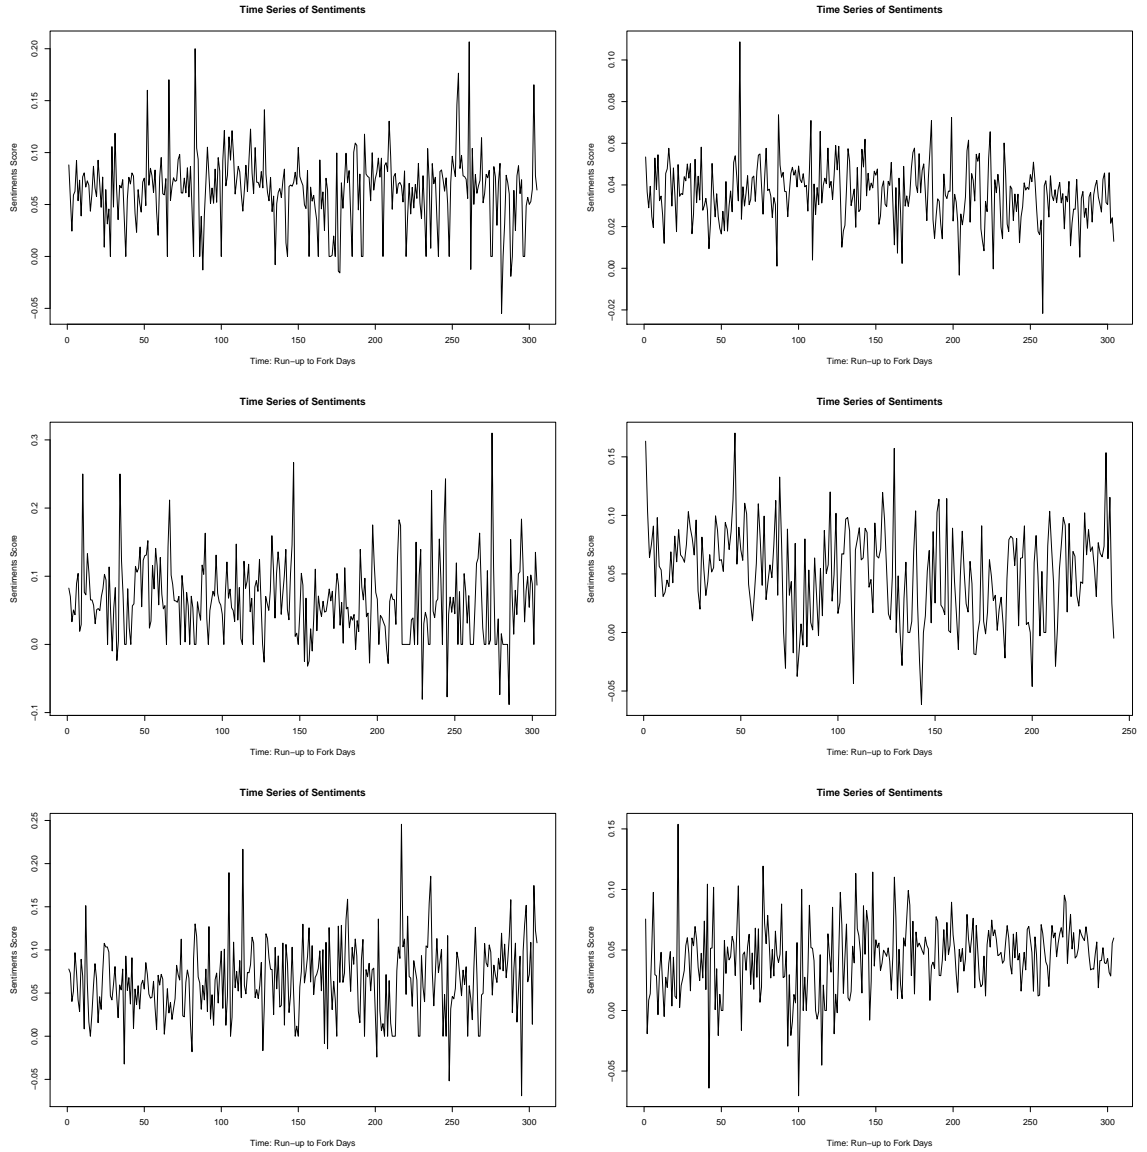 Time Series of Sentiments
Sentiments Score
0.20
0.15
0.10
0.05
0.00
−0.05
0 50 100 150 200 250 300
Time: Run−up to Fork Days
Time Series of Sentiments
Sentiments Score
0.10
0.08
0.06
0.04
0.02
0.00
−0.02
0 50 100 150 200 250 300
Time: Run−up to Fork Days
Time Series of Sentiments
Sentiments Score
0.3
0.2
0.1
0.0
−0.1
0 50 100 150 200 250 300
Time: Run−up to Fork Days
Time Series of Sentiments
Sentiments Score
0.15
0.10
0.05
0.00
−0.05
0 50 100 150 200 250
Time: Run−up to Fork Days
Time Series of Sentiments
Sentiments Score
0.25
0.20
0.15
0.10
0.05
0.00
−0.05
0 50 100 150 200 250 300
Time: Run−up to Fork Days
Time Series of Sentiments
Sentiments Score
0.15
0.10
0.05
0.00
−0.05
0 50 100 150 200 250 300
Time: Run−up to Fork Days